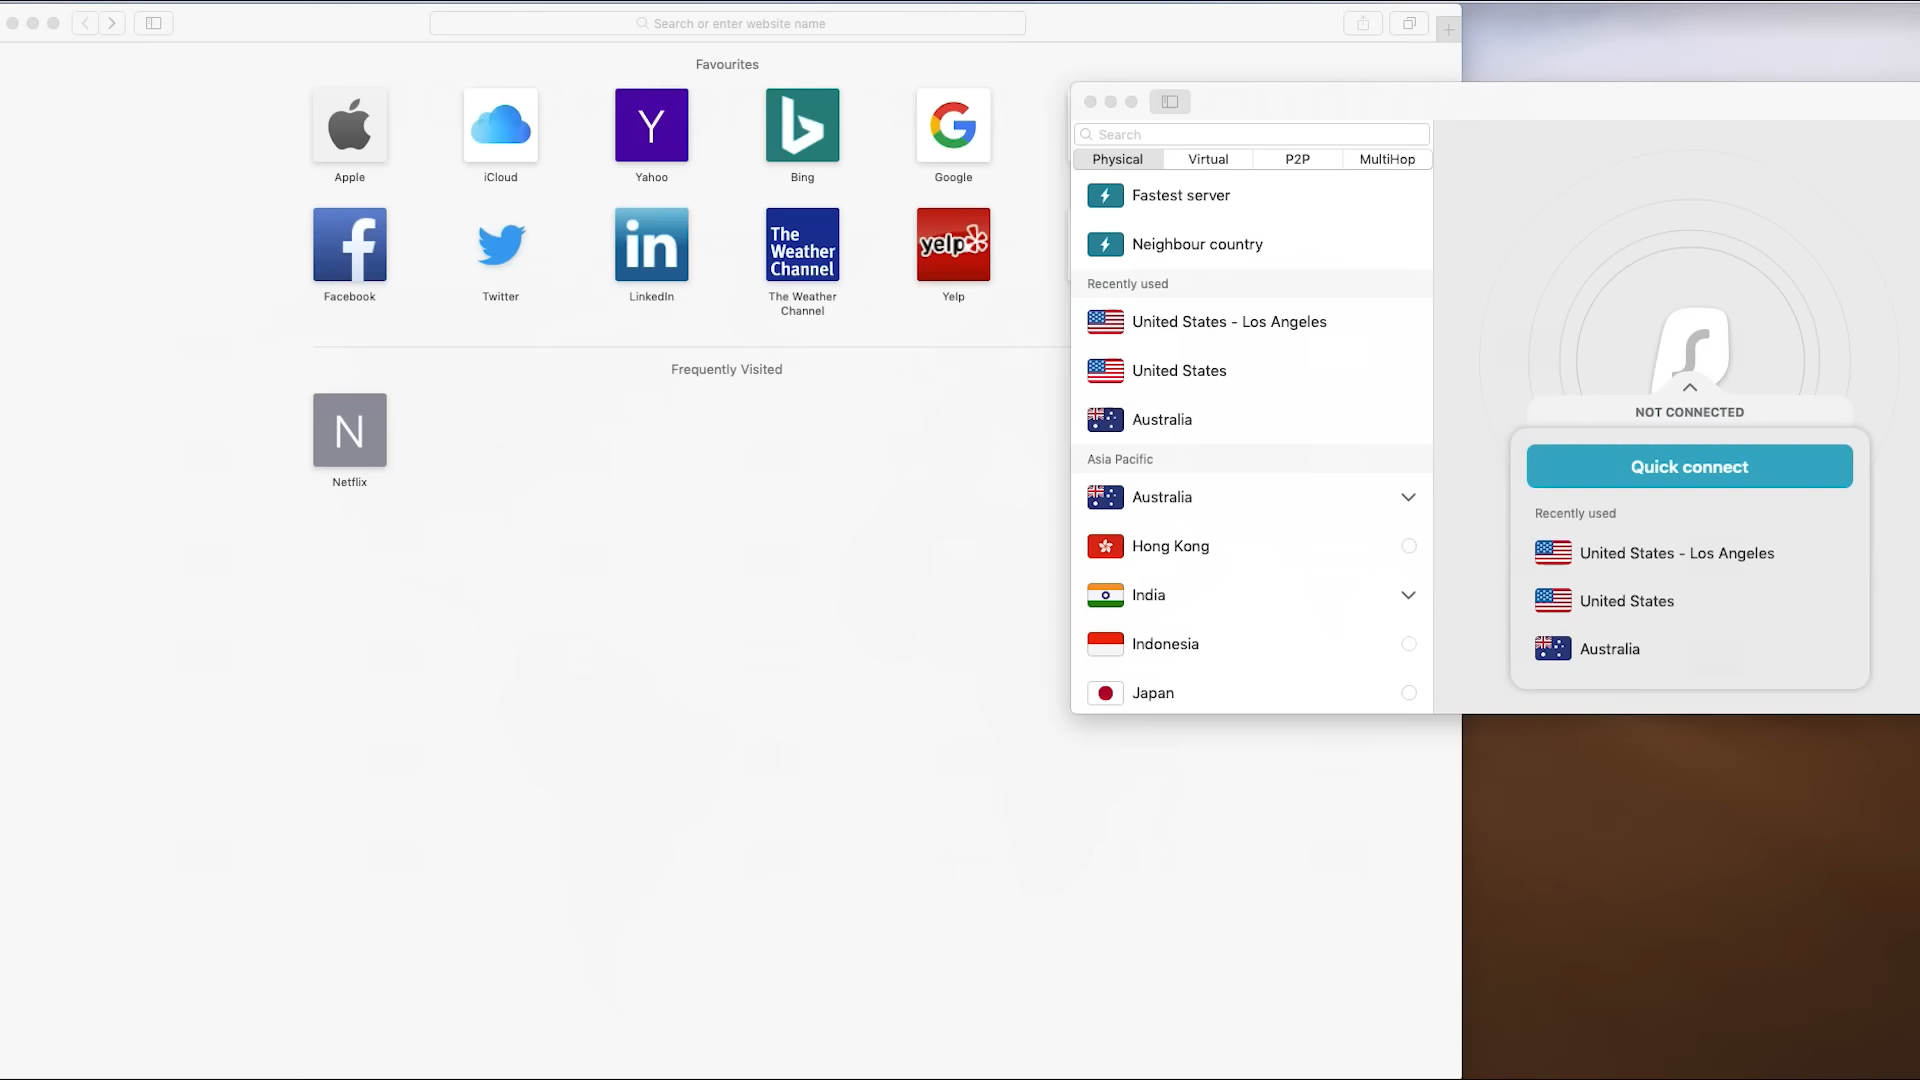 Search or enter website name
Favourites
Apple
iCloud
Y
Yahoo
Bing
Google
Facebook
Twitter
in
LinkedIn
The
Weather
Channel
The Weather
Channel
yelp
Yelp
Frequently Visited
N
Netflix
Search
Physical
Virtual
P2P
MultiHop
Fastest server
Neighbour country
Recently used
United States - Los Angeles
United States
Australia
Asia Pacific
Australia
Hong Kong
India
Indonesia
Japan
NOT CONNECTED
Quick connect
Recently used
United States - Los Angeles
United States
Australia